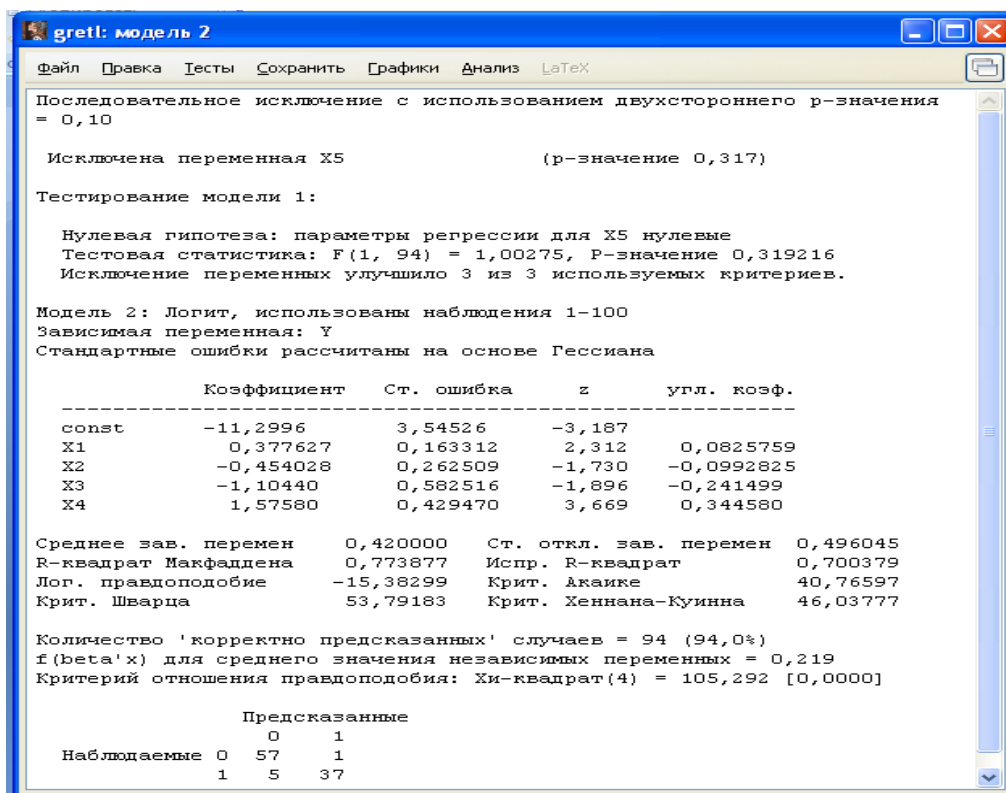 gretl: модель 2
Файл Правка Тесты Сохранить Графики Анализ LaTeX
Последовательное исключение с использованием двухстороннего p-значения
= 0,10
Исключена переменная X5 (p-значение 0,317)
Тестирование модели 1:
Нулевая гипотеза: параметры регрессии для X5 нулевые
Тестовая статистика: F(1, 94) = 1,00275, P-значение 0,319216
Исключение переменных улучшило 3 из 3 используемых критериев.
Модель 2: Логит, использованы наблюдения 1-100
Зависимая переменная: Y
Стандартные ошибки рассчитаны на основе Гессиана
Коэффициент Ст. ошибка z угл. коэф.
-------------------------------------------------------------
const -11,2996 3,54526 -3,187
X1 0,377627 0,163312 2,312 0,0825759
X2 -0,454028 0,262509 -1,730 -0,0992825
X3 -1,10440 0,582516 -1,896 -0,241499
X4 1,57580 0,429470 3,669 0,344580
Среднее зав. перемен 0,420000 Ст. откл. зав. перемен 0,496045
R-квадрат Макфаддена 0,773877 Испр. R-квадрат 0,700379
Лог. правдоподобие -15,38299 Крит. Акаике 40,76597
Крит. Шварца 53,79183 Крит. Хеннана-Куинна 46,03777
Количество 'корректно предсказанных' случаев = 94 (94,0%)
f(beta'x) для среднего значения независимых переменных = 0,219
Критерий отношения правдоподобия: Хи-квадрат(4) = 105,292 [0,0000]
Предсказанные
0 1
Наблюдаемые 0 57 1
1 5 37